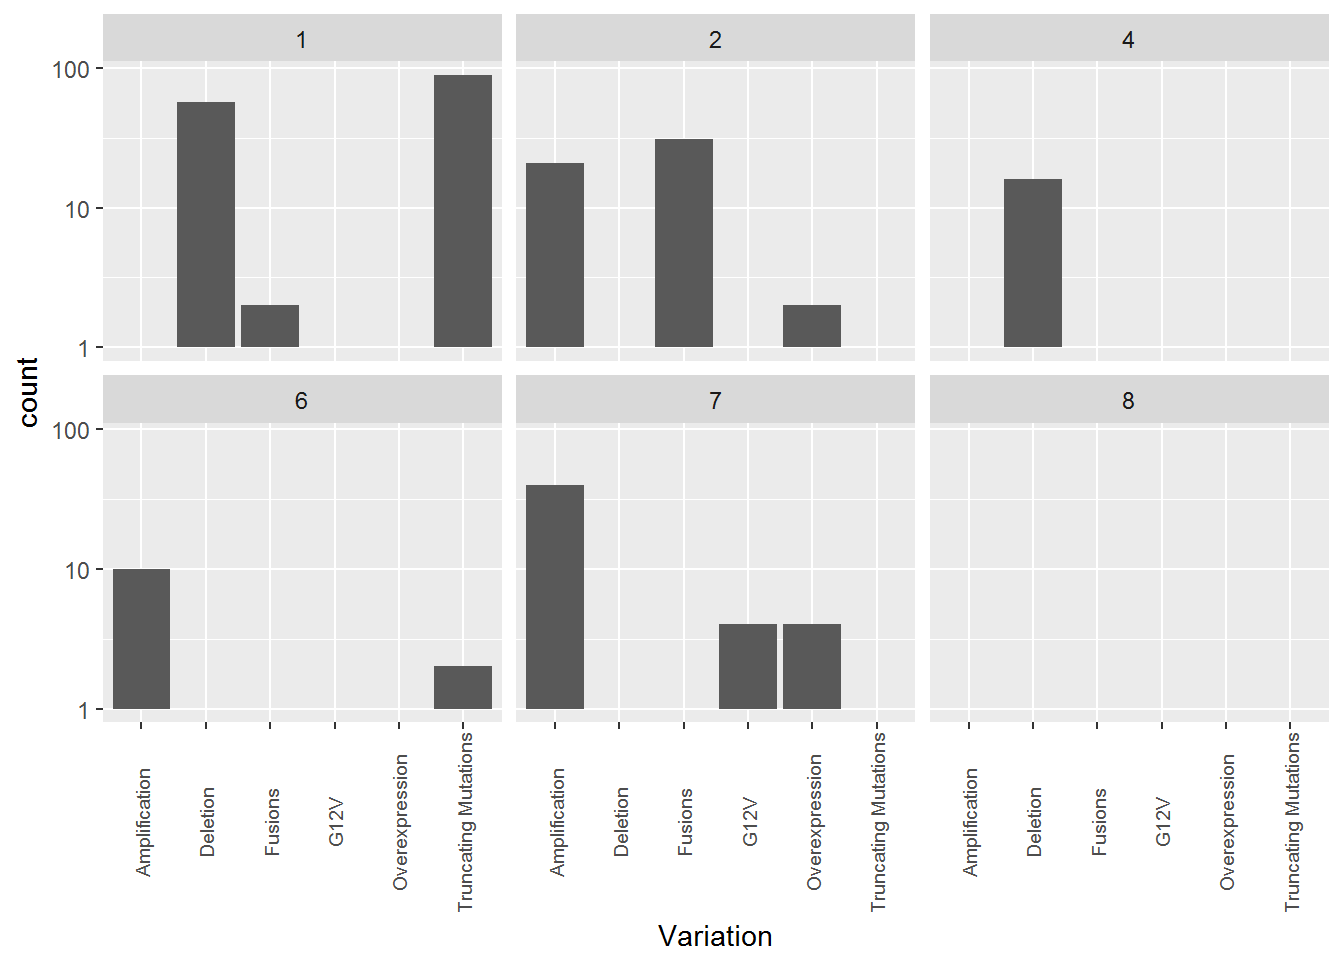 1 2 4
100
10
1
6 7 8
100
10
1
count
Amplification Deletion Fusions G12V Overexpression Truncating Mutations Amplification Deletion Fusions G12V Overexpression Truncating Mutations Amplification Deletion Fusions G12V Overexpression Truncating Mutations
Variation